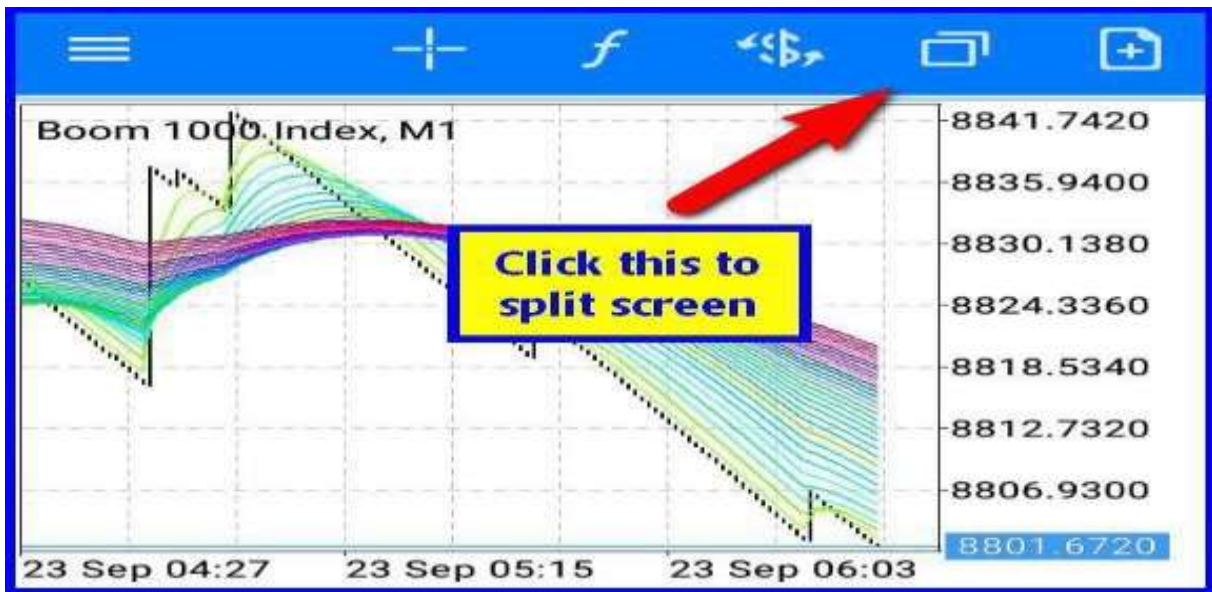 Boom 1000 Index, M1
8841.7420
8835.9400
8830.1380
8824.3360
8818.5340
8812.7320
8806.9300
8801.6720
Click this to
split screen
23 Sep 04:27
23 Sep 05:15
23 Sep 06:03